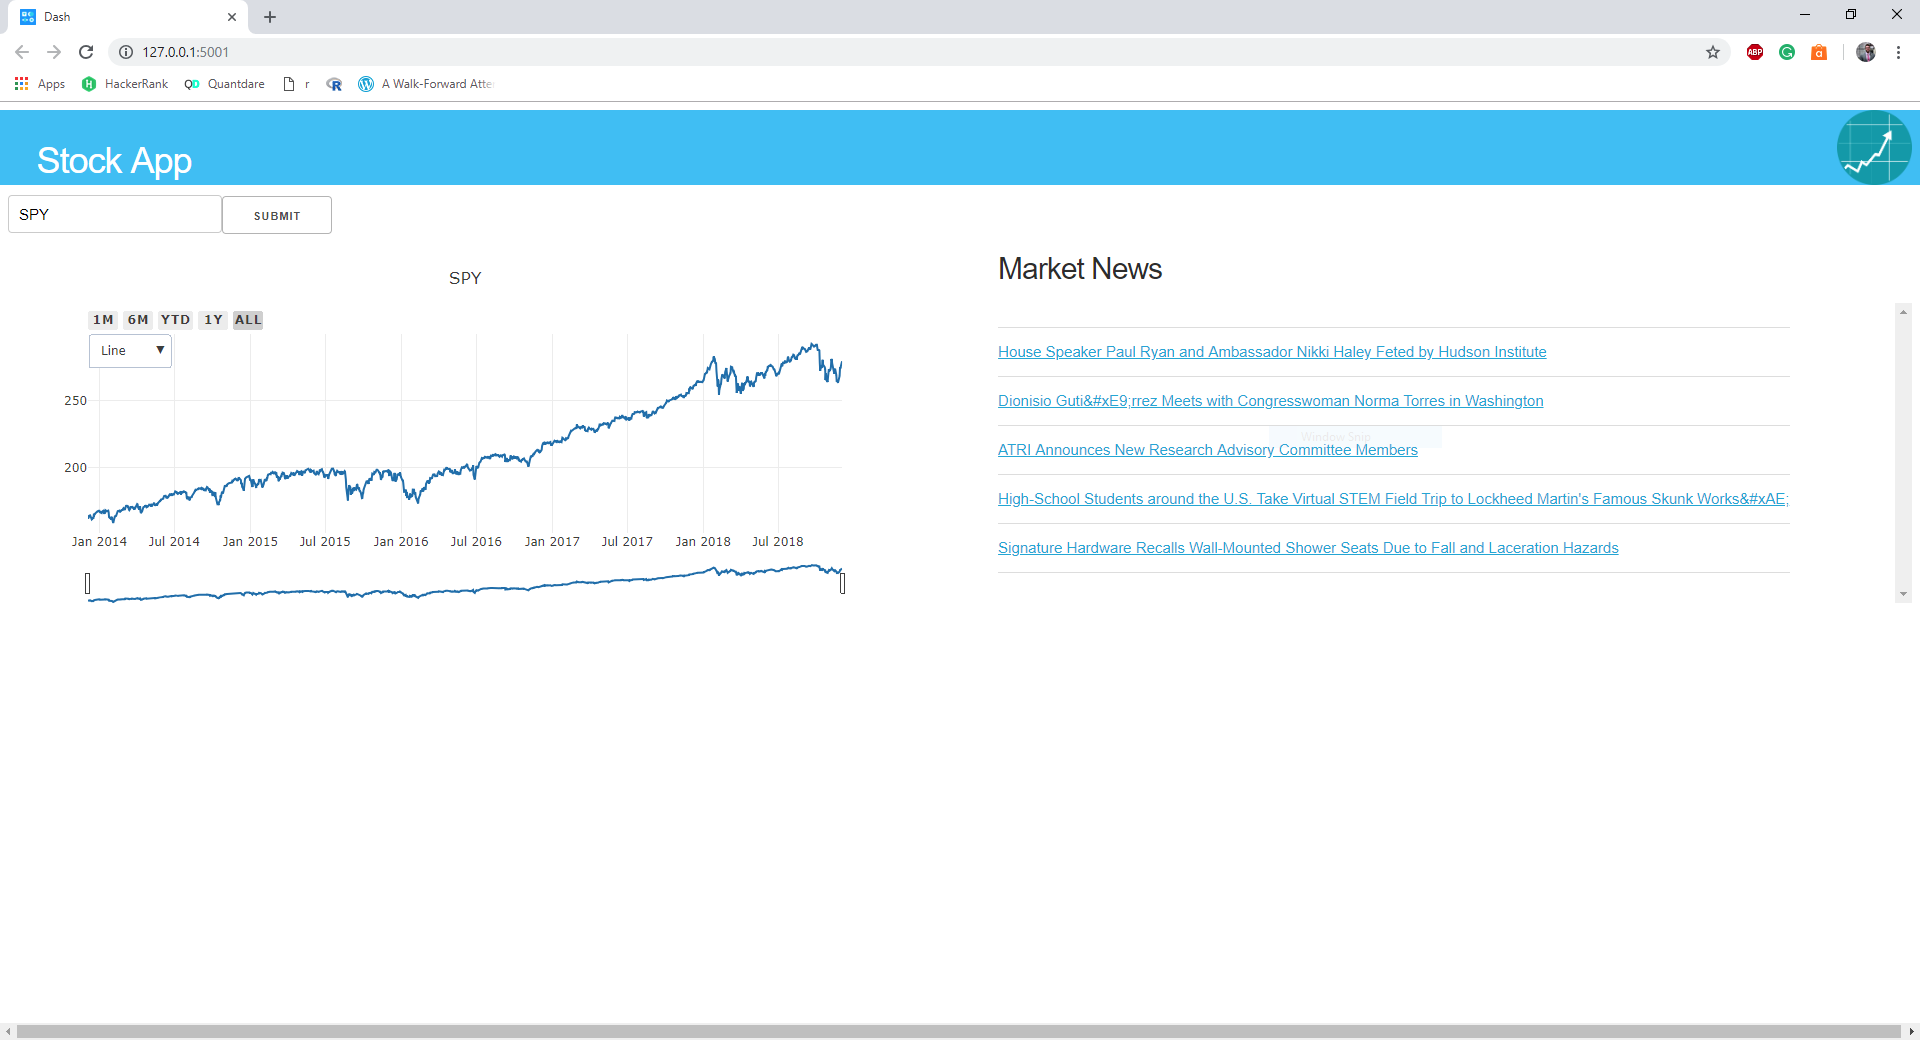 Dash
127.0.0.1:5001
ABP
Apps HackerRank QD Quantdare r R A Walk-Forward Atte
Stock App
SPY SUBMIT
SPY
1M 6M YTD 1Y ALL
Line
250
200
Jan 2014 Jul 2014 Jan 2015 Jul 2015 Jan 2016 Jul 2016 Jan 2017 Jul 2017 Jan 2018 Jul 2018
Market News
House Speaker Paul Ryan and Ambassador Nikki Haley Feted by Hudson Institute
Dionisio Guti&#xE9;rrez Meets with Congresswoman Norma Torres in Washington
Window Snip
ATRI Announces New Research Advisory Committee Members
High-School Students around the U.S. Take Virtual STEM Field Trip to Lockheed Martin's Famous Skunk Works&#xAE;
Signature Hardware Recalls Wall-Mounted Shower Seats Due to Fall and Laceration Hazards